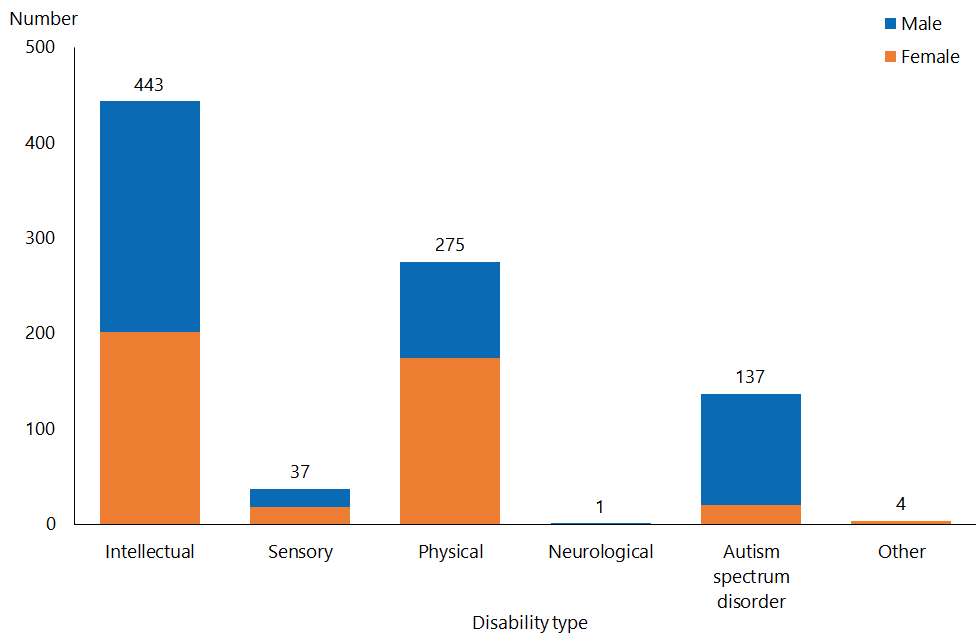 Number
Male
Female
500
400
300
200
100
0
443
37
275
1
137
4
Intellectual
Sensory
Physical
Neurological
Autism
spectrum
disorder
Other
Disability type